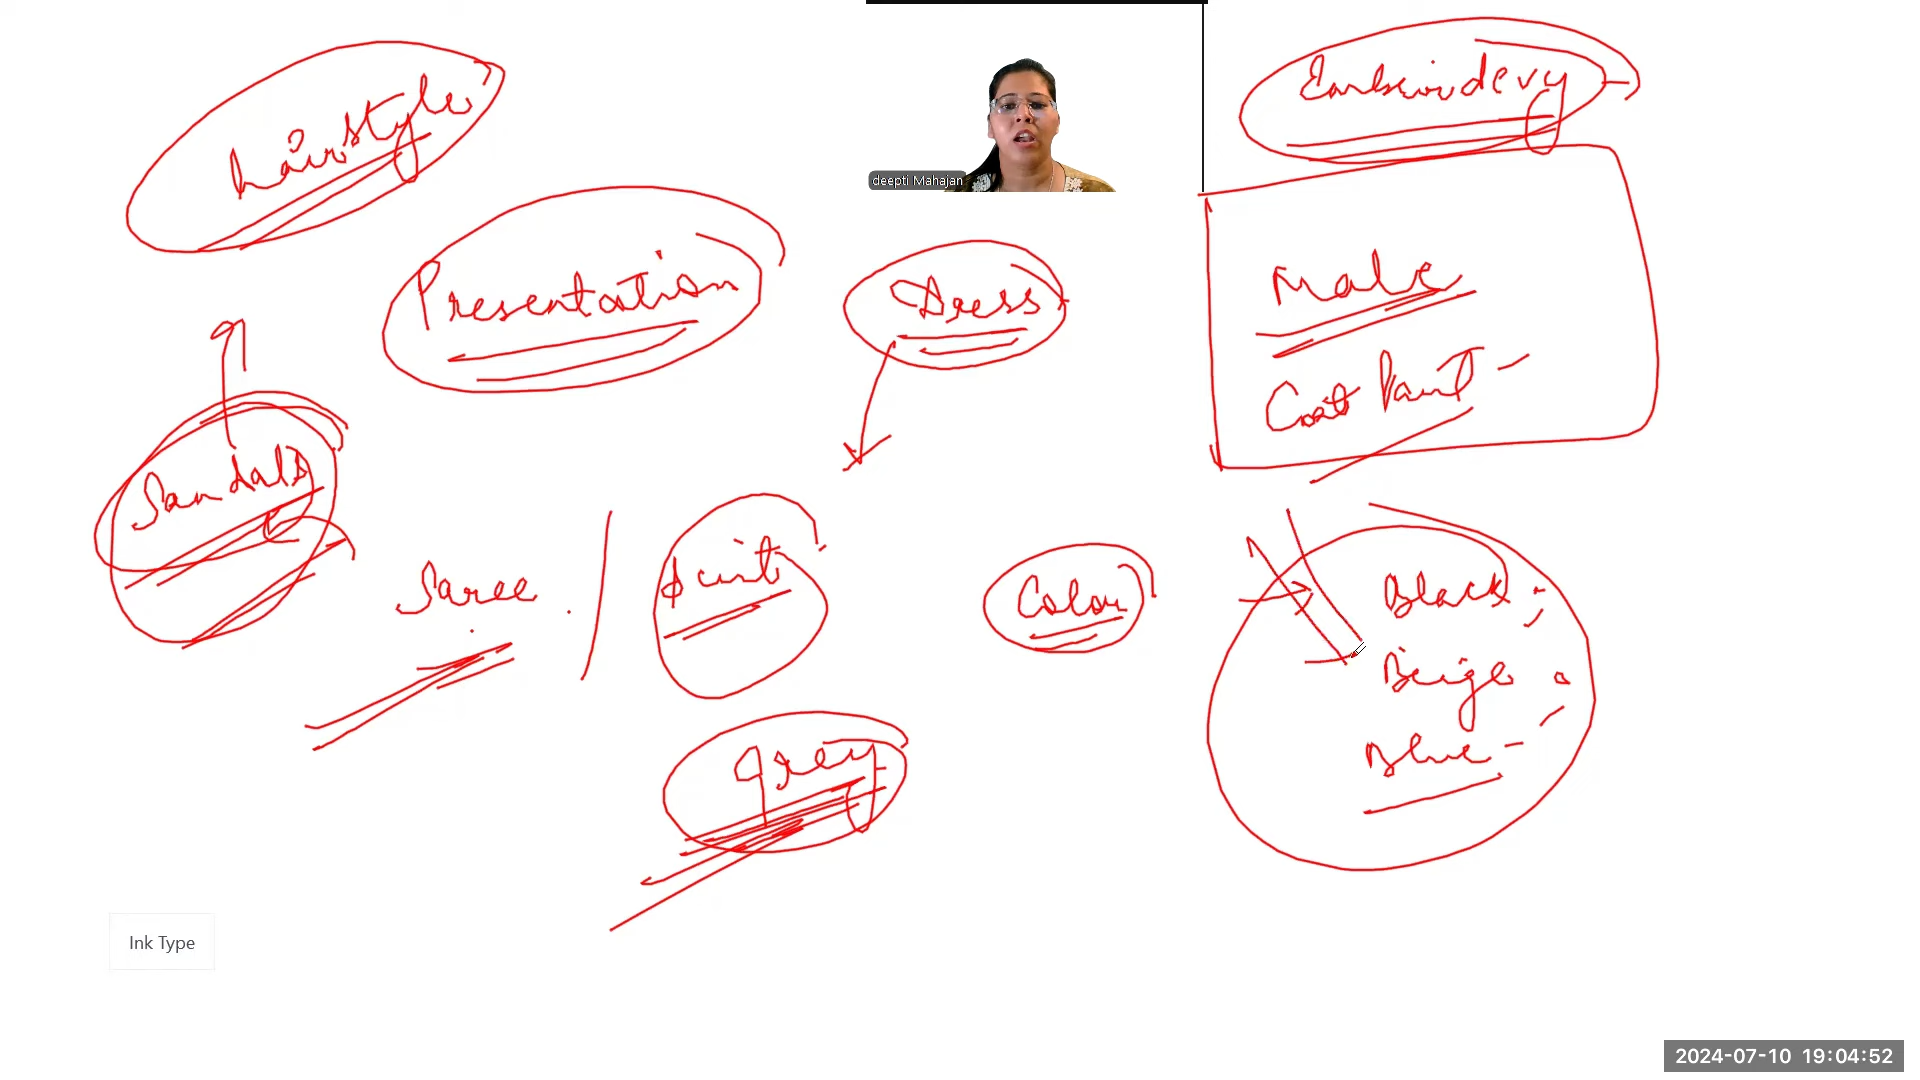 hairstyle
deepti Mahajan
Embroidery
Presentation
Dress
Male
Coat Pant -
Sandals
Saree / Suit
Color
Black
Beige
Blue -
grey
Ink Type
2024-07-10 19:04:52